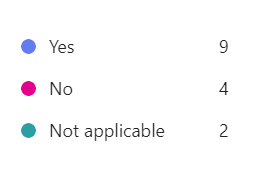 Yes 9
No 4
Not applicable 2